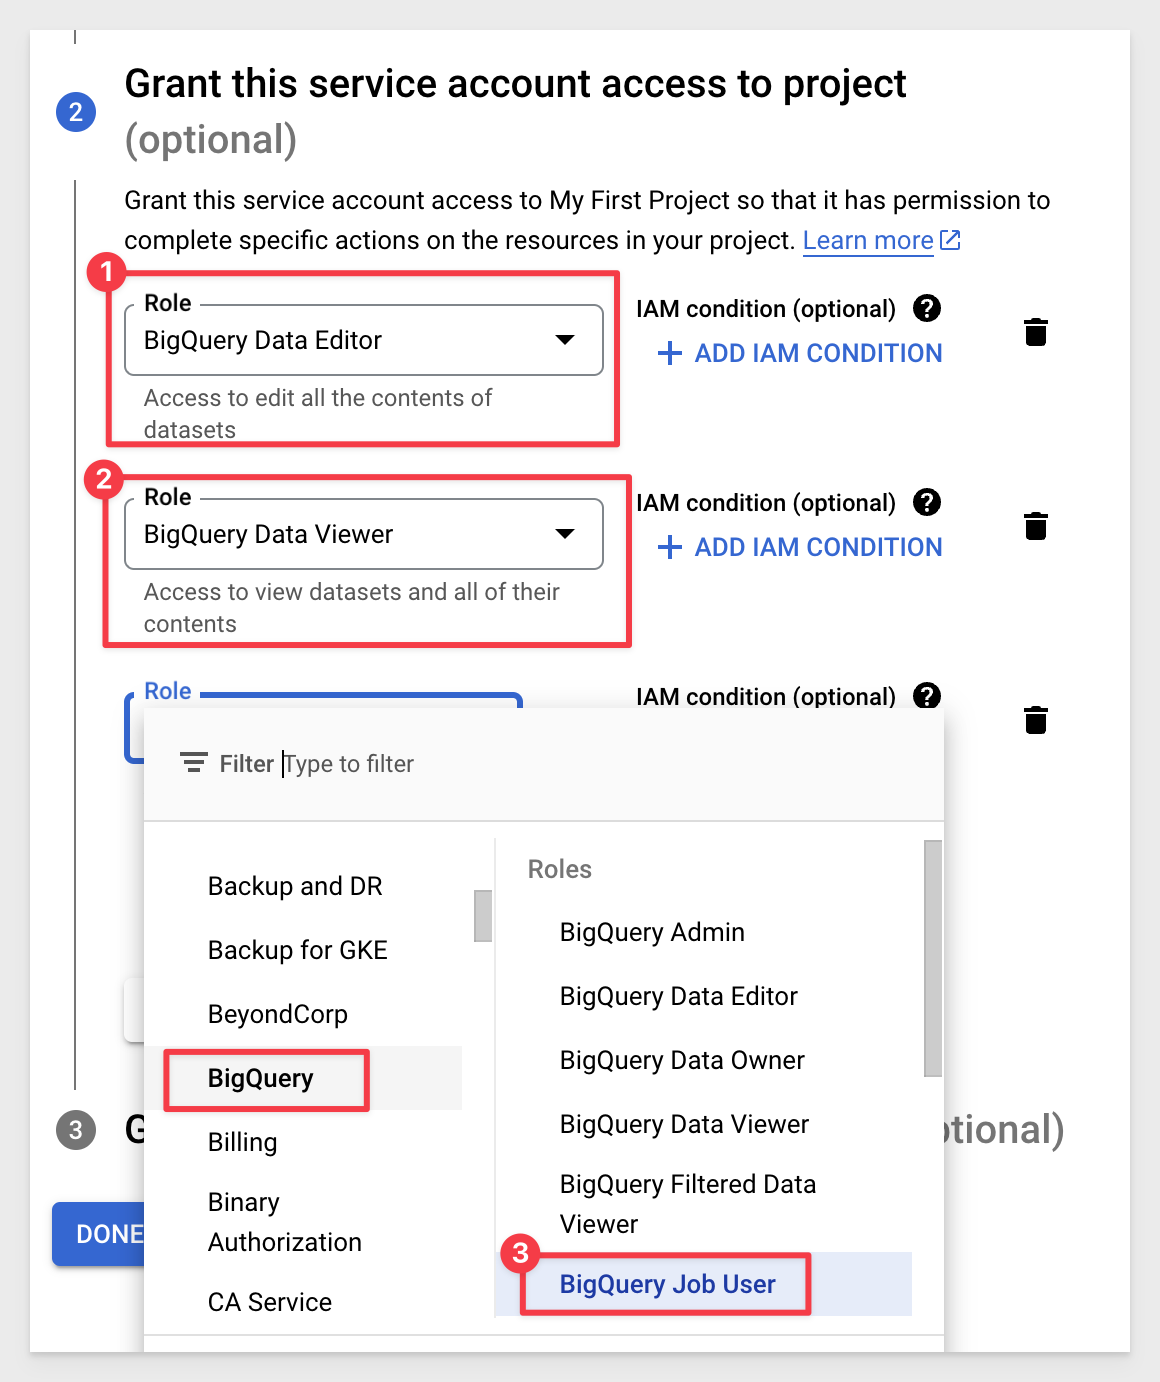 2
Grant this service account access to project
(optional)
Grant this service account access to My First Project so that it has permission to
complete specific actions on the resources in your project. Learn more
1
Role
BigQuery Data Editor
Access to edit all the contents of
datasets
IAM condition (optional) ?
+ ADD IAM CONDITION
2
Role
BigQuery Data Viewer
Access to view datasets and all of their
contents
IAM condition (optional) ?
+ ADD IAM CONDITION
Role
IAM condition (optional) ?
Filter Type to filter
Backup and DR
Backup for GKE
BeyondCorp
BigQuery
Billing
Binary
Authorization
CA Service
Roles
BigQuery Admin
BigQuery Data Editor
BigQuery Data Owner
BigQuery Data Viewer
BigQuery Filtered Data
Viewer
3
BigQuery Job User
3
DONE